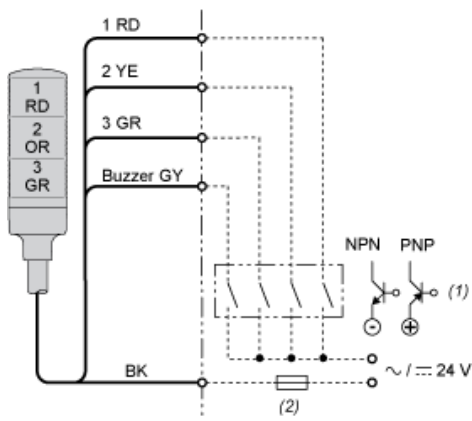 1 RD
2 YE
3 GR
Buzzer GY
1
RD
2
OR
3
GR
NPN PNP
(1)
BK
(2)
~ / ⎓ 24 V